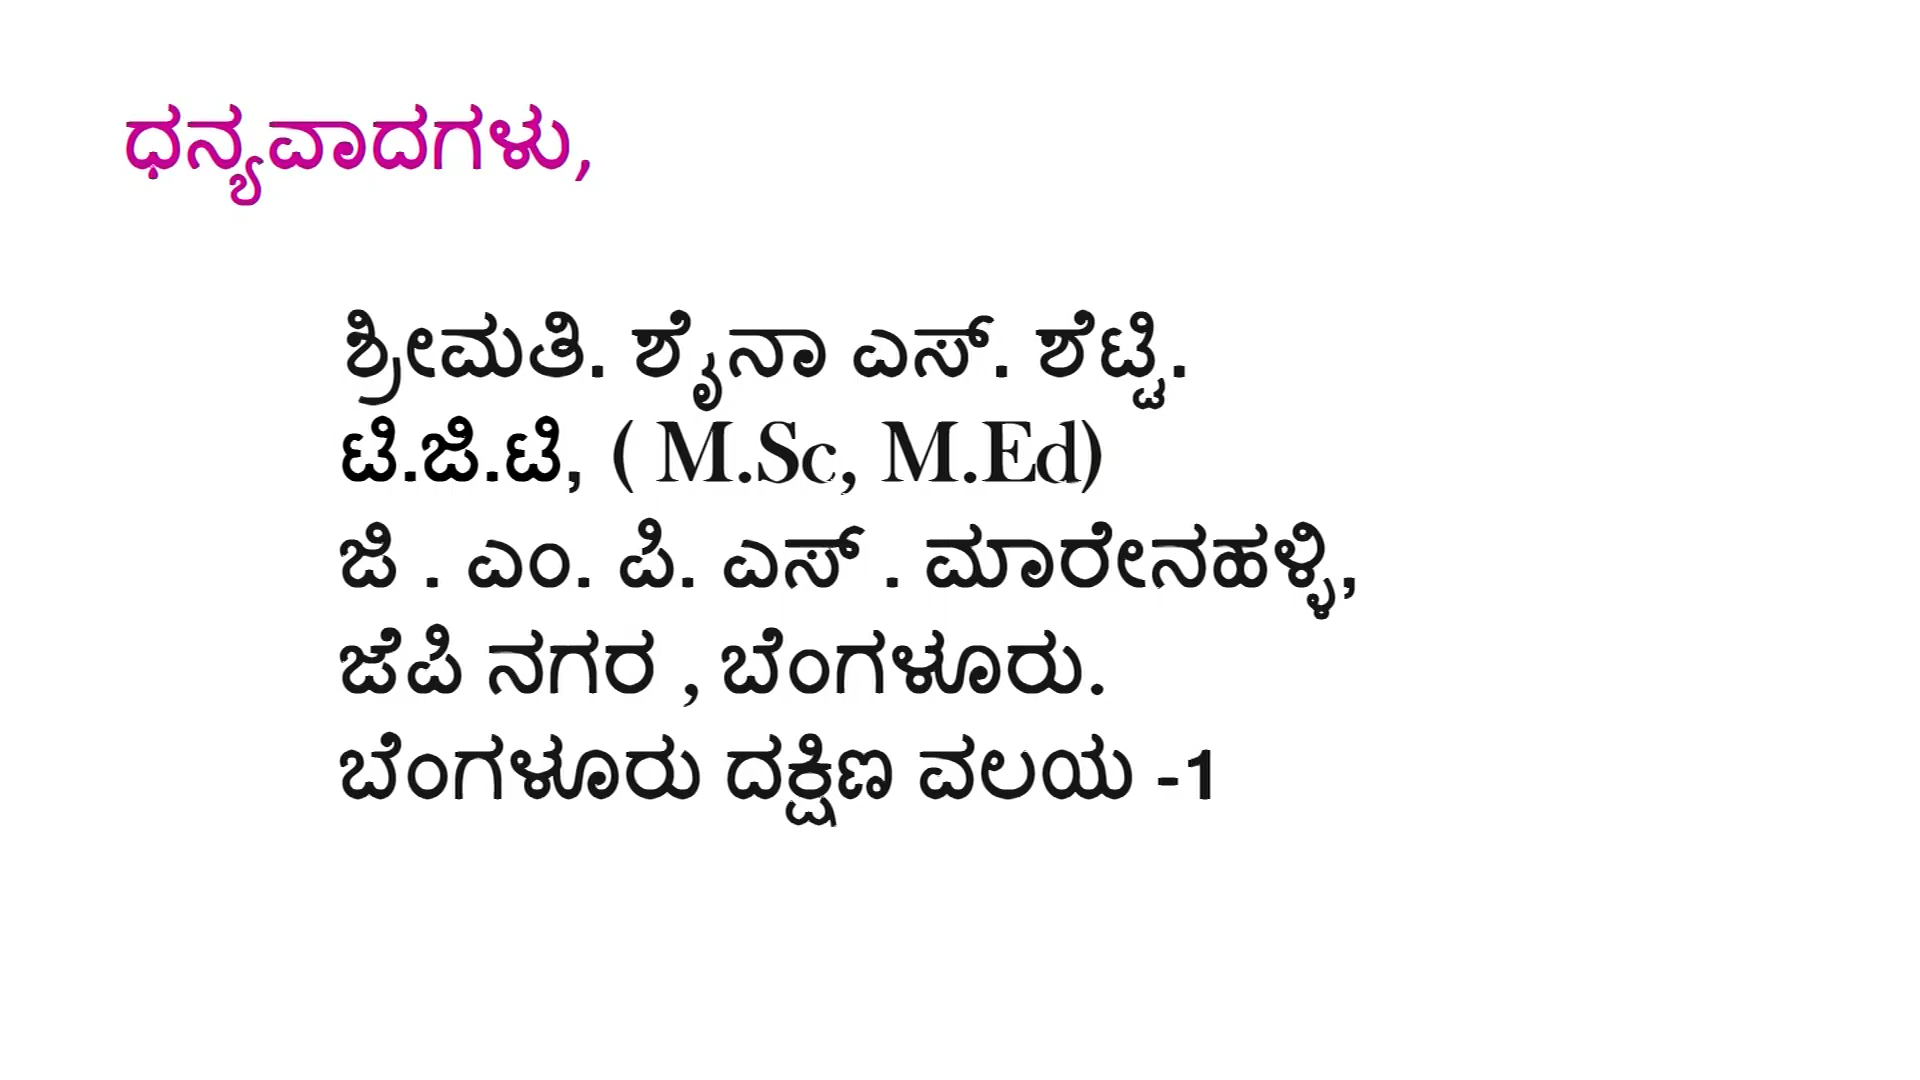 ಧನ್ಯವಾದಗಳು,
ಶ್ರೀಮತಿ. ಶೈನಾ ಎಸ್. ಶೆಟ್ಟಿ.
ಟಿ.ಜಿ.ಟಿ, ( M.Sc, M.Ed)
ಜಿ . ಎಂ. ಪಿ. ಎಸ್ . ಮಾರೇನಹಳ್ಳಿ,
ಜೆಪಿ ನಗರ , ಬೆಂಗಳೂರು.
ಬೆಂಗಳೂರು ದಕ್ಷಿಣ ವಲಯ -1